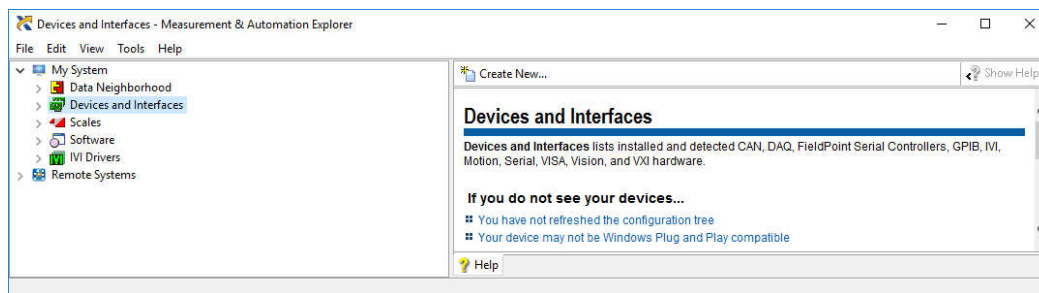 Devices and Interfaces - Measurement & Automation Explorer
File Edit View Tools Help
My System
Data Neighborhood
Devices and Interfaces
Scales
Software
IVI Drivers
Remote Systems
Create New...
Show Help
Devices and Interfaces
Devices and Interfaces lists installed and detected CAN, DAQ, FieldPoint Serial Controllers, GPIB, IVI,
Motion, Serial, VISA, Vision, and VXI hardware.
If you do not see your devices...
You have not refreshed the configuration tree
Your device may not be Windows Plug and Play compatible
Help